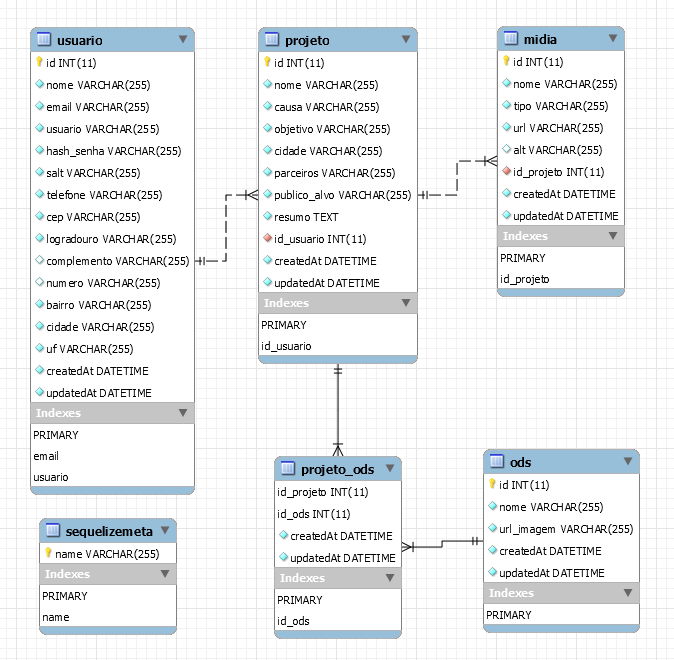 usuario
id INT(11)
nome VARCHAR(255)
email VARCHAR(255)
usuario VARCHAR(255)
hash_senha VARCHAR(255)
salt VARCHAR(255)
telefone VARCHAR(255)
cep VARCHAR(255)
logradouro VARCHAR(255)
complemento VARCHAR(255)
numero VARCHAR(255)
bairro VARCHAR(255)
cidade VARCHAR(255)
uf VARCHAR(255)
createdAt DATETIME
updatedAt DATETIME
Indexes
PRIMARY
email
usuario
projeto
id INT(11)
nome VARCHAR(255)
causa VARCHAR(255)
objetivo VARCHAR(255)
cidade VARCHAR(255)
parceiros VARCHAR(255)
publico_alvo VARCHAR(255)
resumo TEXT
id_usuario INT(11)
createdAt DATETIME
updatedAt DATETIME
Indexes
PRIMARY
id_usuario
midia
id INT(11)
nome VARCHAR(255)
tipo VARCHAR(255)
url VARCHAR(255)
alt VARCHAR(255)
id_projeto INT(11)
createdAt DATETIME
updatedAt DATETIME
Indexes
PRIMARY
id_projeto
sequelizemeta
name VARCHAR(255)
Indexes
PRIMARY
name
projeto_ods
id_projeto INT(11)
id_ods INT(11)
createdAt DATETIME
updatedAt DATETIME
Indexes
PRIMARY
id_ods
ods
id INT(11)
nome VARCHAR(255)
url_imagem VARCHAR(255)
createdAt DATETIME
updatedAt DATETIME
Indexes
PRIMARY